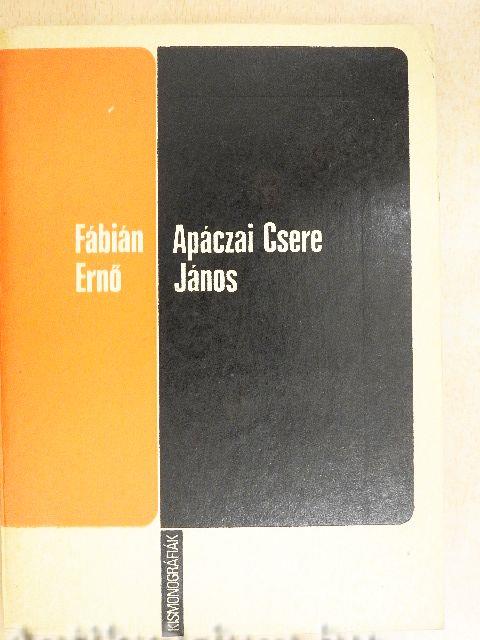 Fábián
Ernő
Apáczai Csere
János
KISMONOGRÁFIÁK